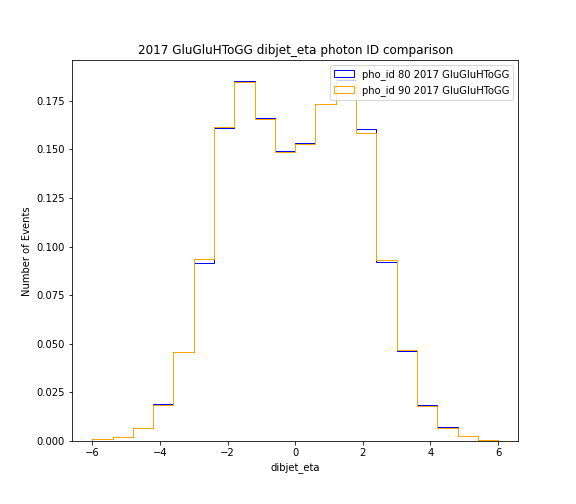 2017 GluGluHToGG dibjet_eta photon ID comparison
pho_id 80 2017 GluGluHToGG
pho_id 90 2017 GluGluHToGG
Number of Events
0.175
0.150
0.125
0.100
0.075
0.050
0.025
0.000
−6 −4 −2 0 2 4 6
dibjet_eta